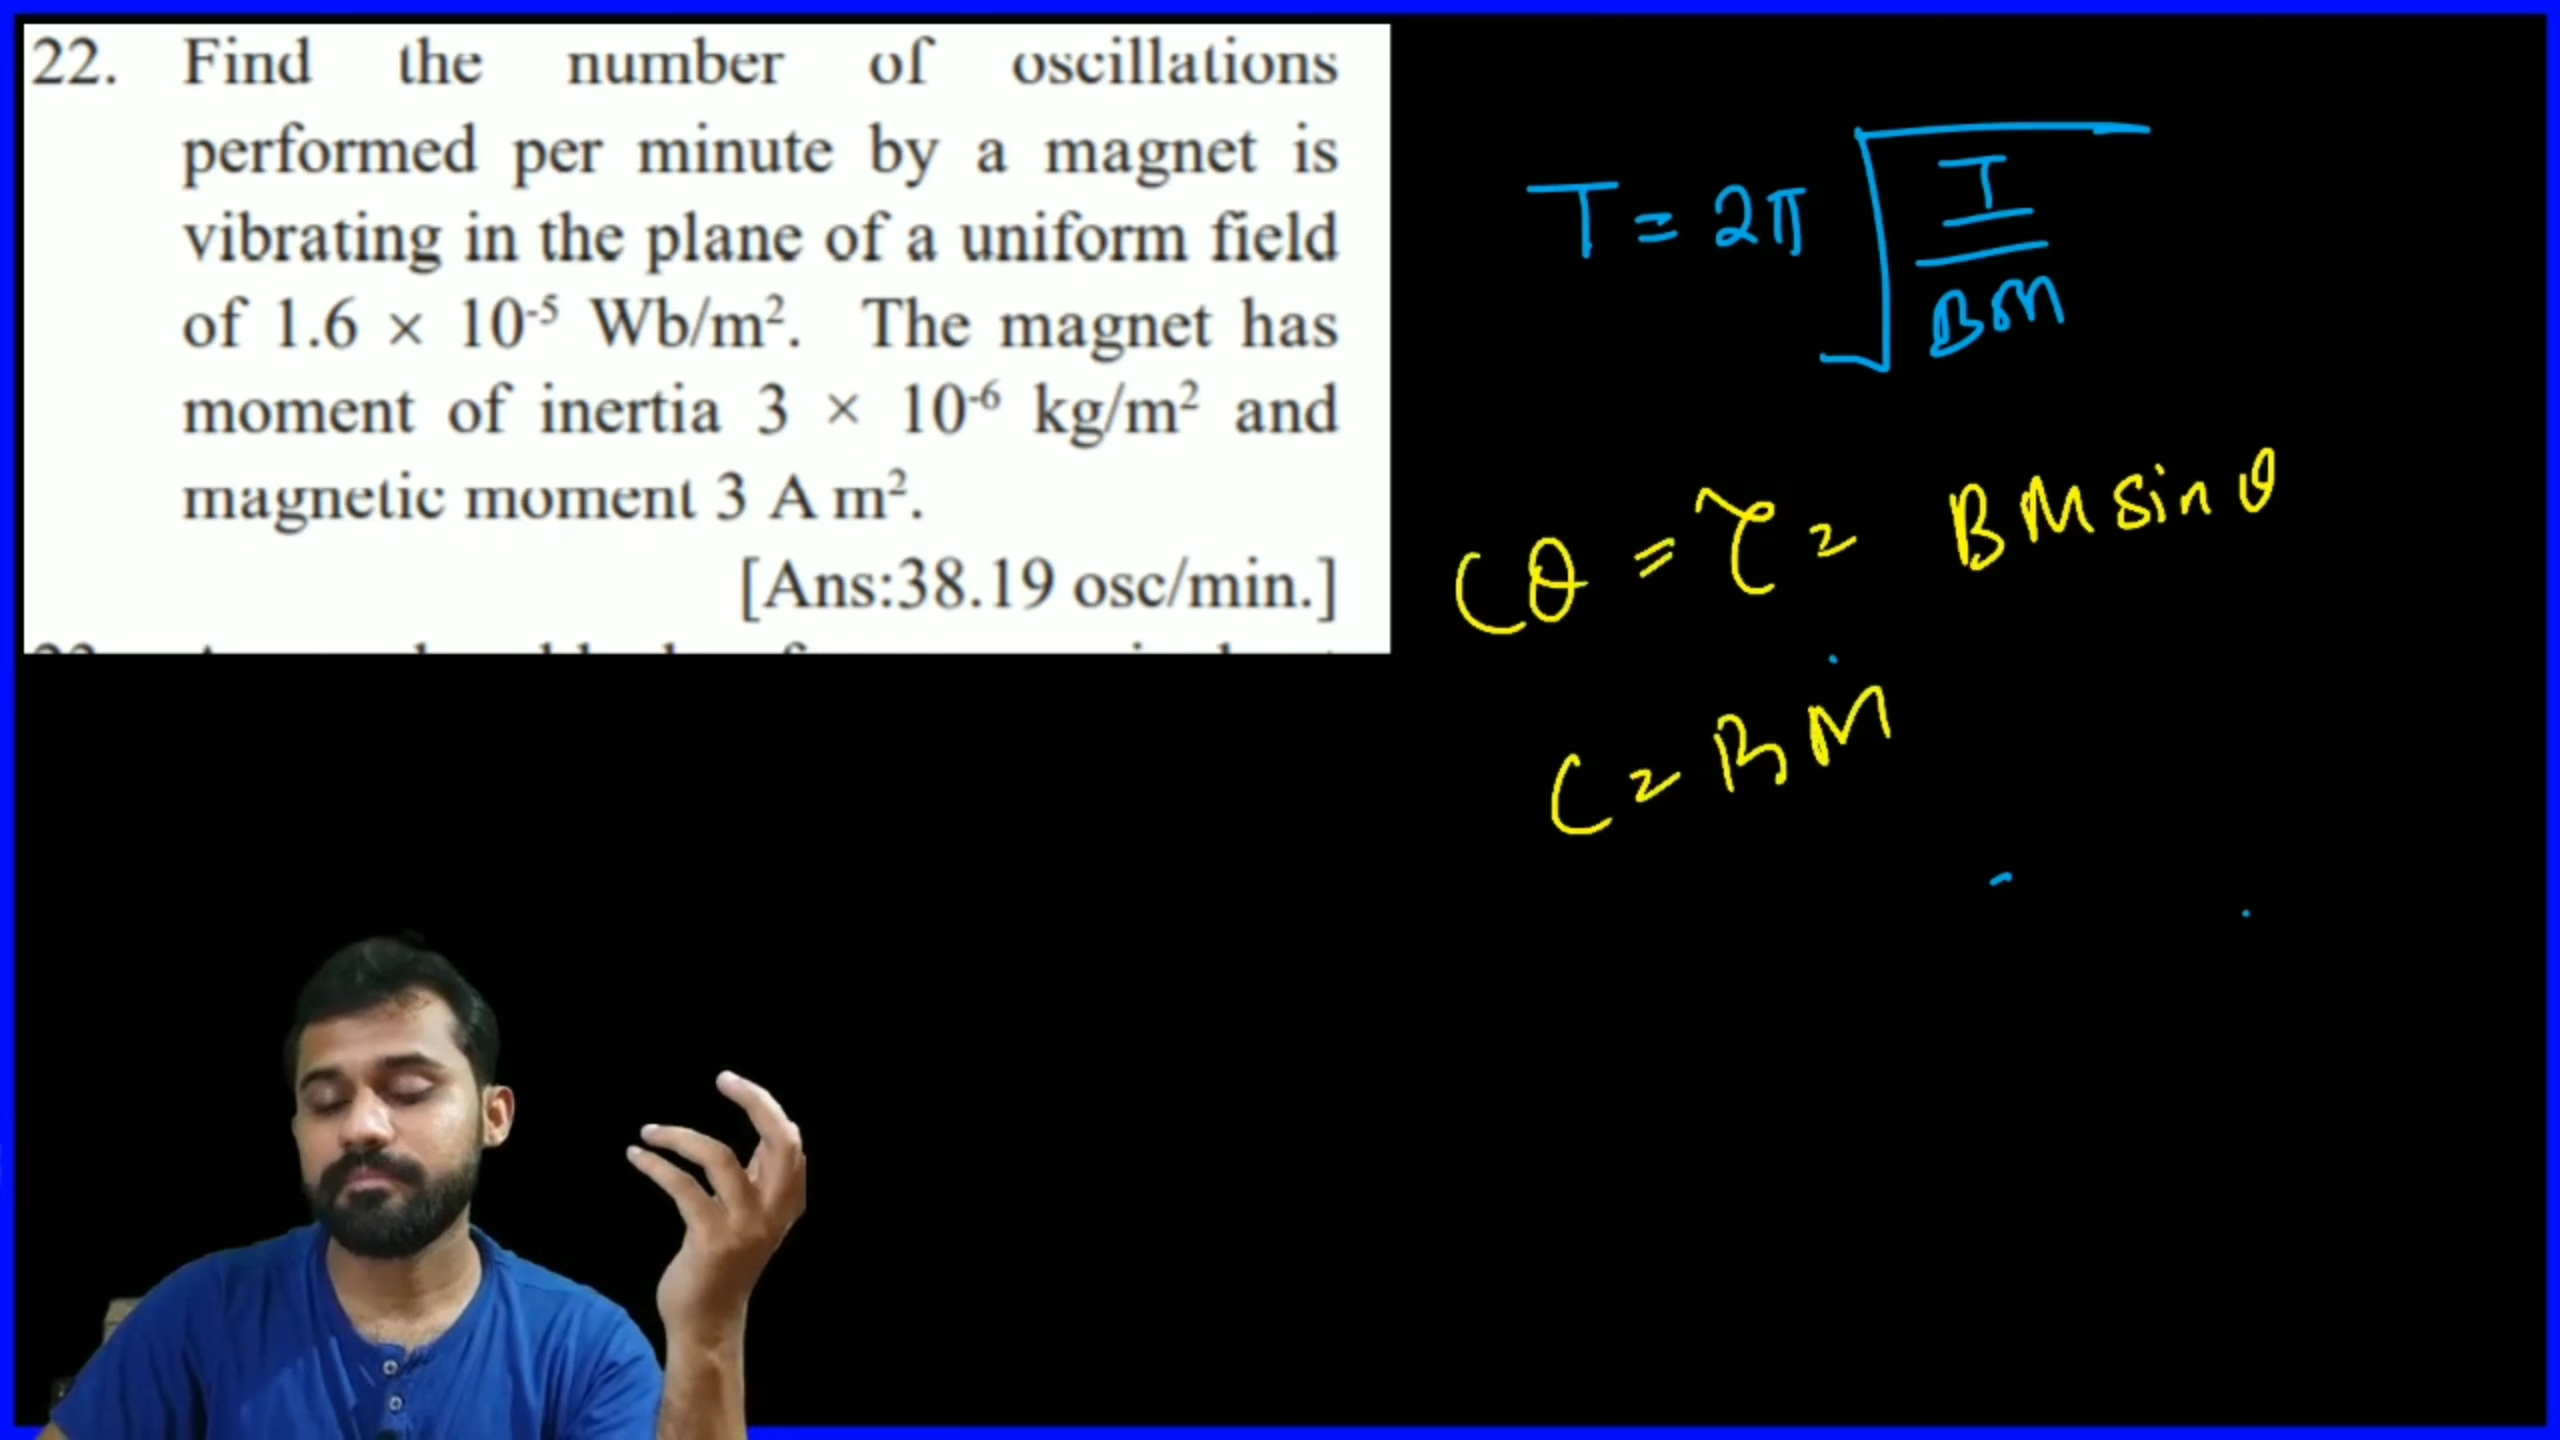 22. Find the number of oscillations
performed per minute by a magnet is
vibrating in the plane of a uniform field
of 1.6 × 10⁻⁵ Wb/m². The magnet has
moment of inertia 3 × 10⁻⁶ kg/m² and
magnetic moment 3 A m².
[Ans:38.19 osc/min.]
T = 2π √(I/BM)
Cθ = τ = BM sin θ
C = BM